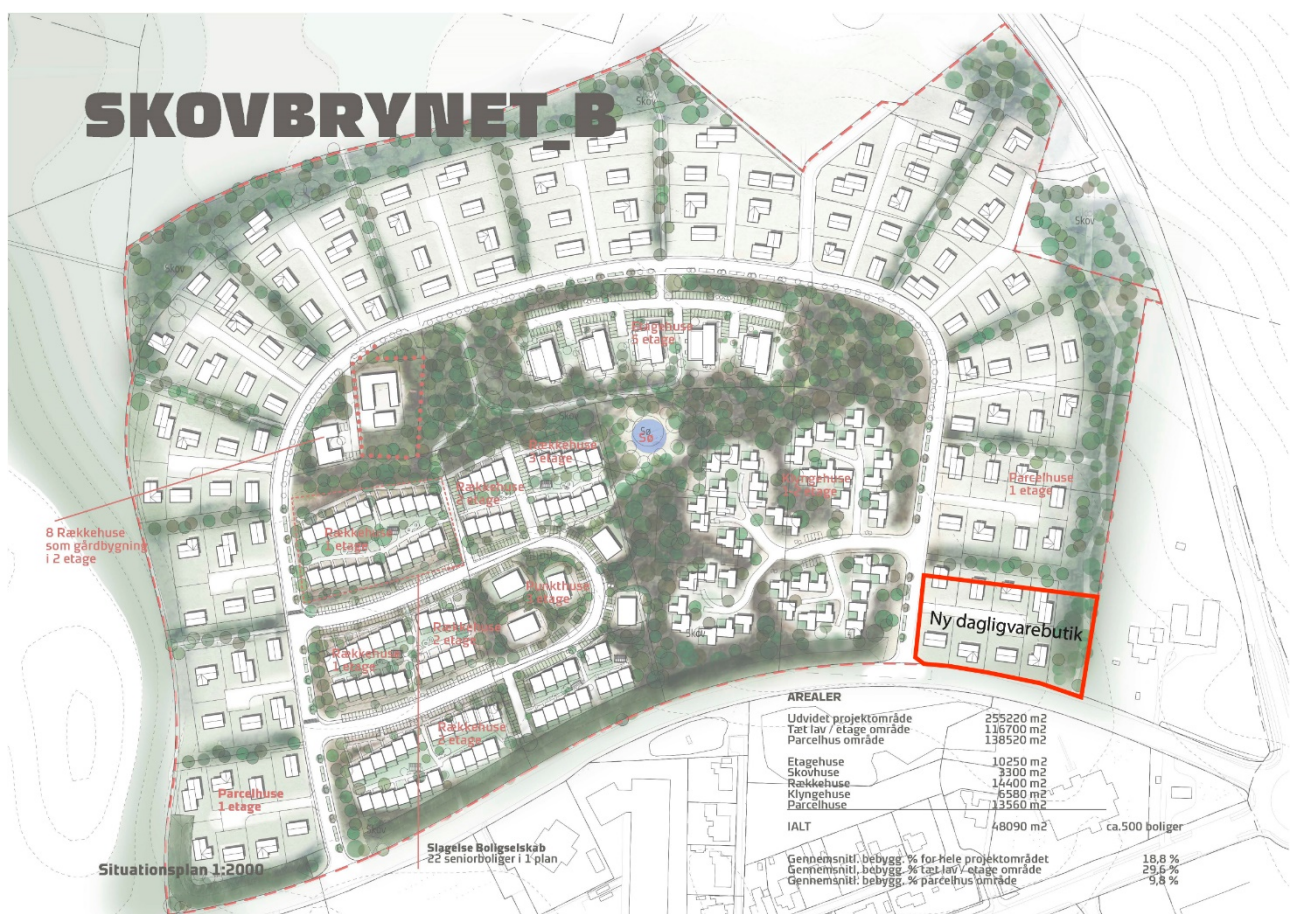 SKOVBRYNET_B
Skov
Skov
Skov
Etagehuse
5 etage
Sø
Sø
Rækkehuse
3 etage
Rækkehuse
2 etage
Klyngehuse
Parcelhuse
1 etage
8 Rækkehuse
som gårdbygning
i 2 etage
Rækkehuse
1 etage
Punkthuse
etage
Rækkehuse
2 etage
Rækkehuse
1 etage
Skov
Ny dagligvarebutik
Rækkehuse
2 etage
Parcelhuse
1 etage
Skov
Slagelse Boligselskab
22 seniorboliger i 1 plan
Situationsplan 1:2000
AREALER
Udvidet projektområde 255220 m2
Tæt lav / etage område 116700 m2
Parcelhus område 138520 m2
Etagehuse 10250 m2
Skovhuse 3300 m2
Rækkehuse 14400 m2
Klyngehuse 6580 m2
Parcelhuse 13560 m2
IALT 48090 m2 ca.500 boliger
Gennemsnitl. bebygg. % for hele projektområdet 18,8 %
Gennemsnitl. bebygg. % tæt lav / etage område 29,6 %
Gennemsnitl. bebygg. % parcelhus område 9,8 %